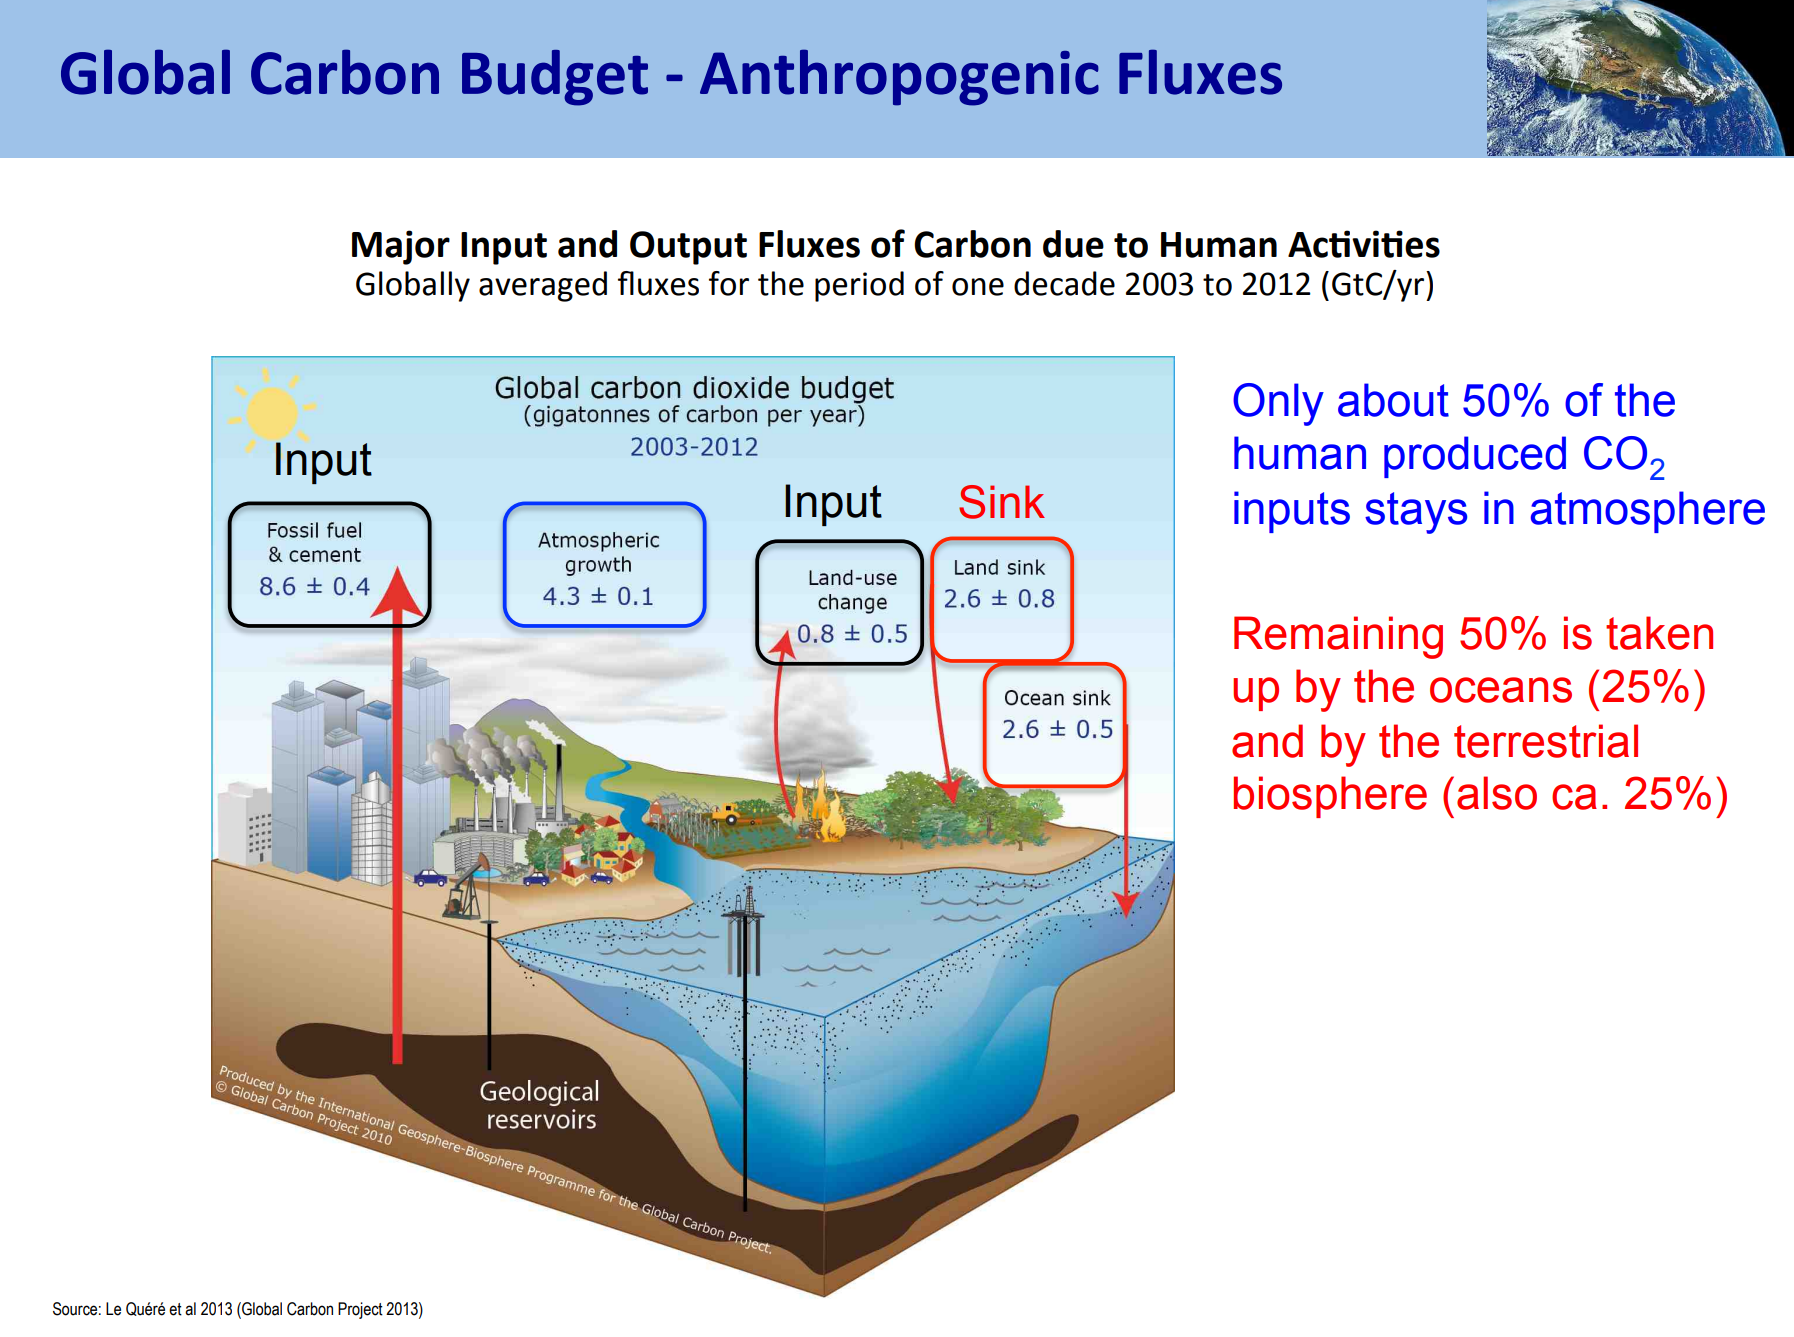 Global Carbon Budget - Anthropogenic Fluxes
Major Input and Output Fluxes of Carbon due to Human Activities
Globally averaged fluxes for the period of one decade 2003 to 2012 (GtC/yr)
Global carbon dioxide budget
(gigatonnes of carbon per year)
2003-2012
Input
Fossil fuel
& cement
8.6 ± 0.4
Atmospheric
growth
4.3 ± 0.1
Input
Land-use
change
0.8 ± 0.5
Sink
Land sink
2.6 ± 0.8
Ocean sink
2.6 ± 0.5
Geological
reservoirs
Produced by the International Geosphere-Biosphere Programme for the Global Carbon Project.
© Global Carbon Project 2010
Only about 50% of the
human produced CO₂
inputs stays in atmosphere
Remaining 50% is taken
up by the oceans (25%)
and by the terrestrial
biosphere (also ca. 25%)
Source: Le Quéré et al 2013 (Global Carbon Project 2013)